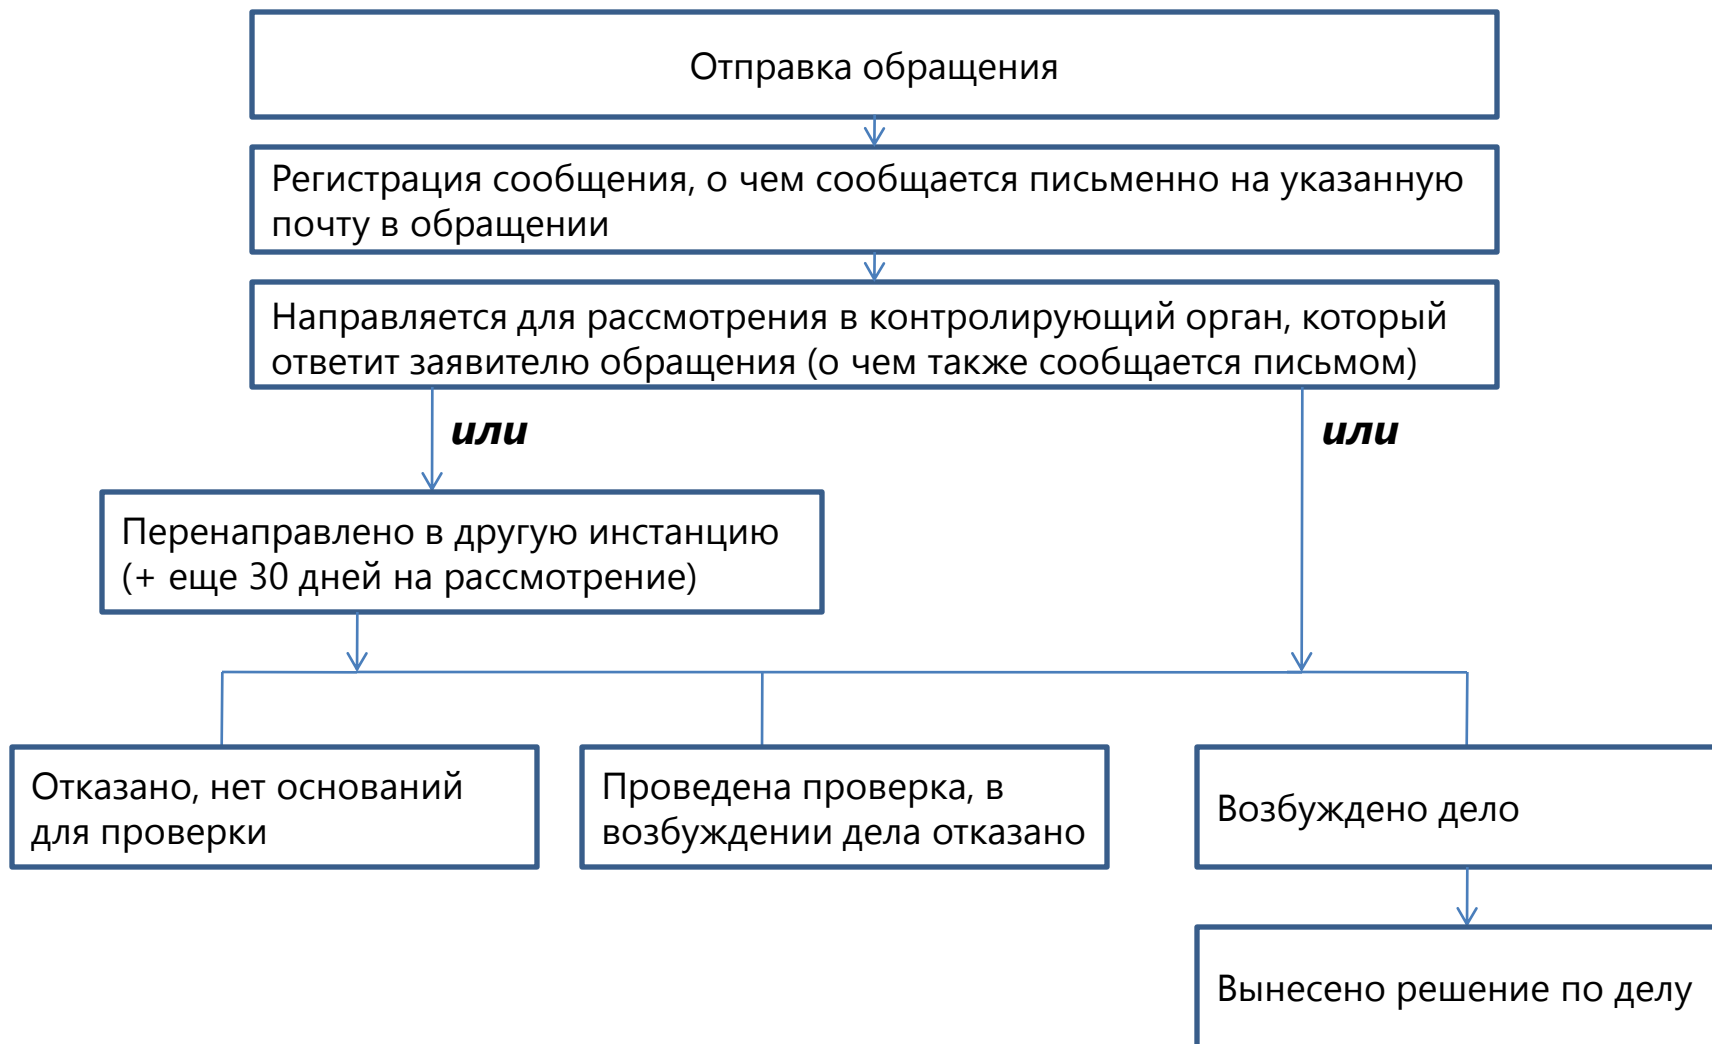 Отправка обращения
Регистрация сообщения, о чем сообщается письменно на указанную
почту в обращении
Направляется для рассмотрения в контролирующий орган, который
ответит заявителю обращения (о чем также сообщается письмом)
или
или
Перенаправлено в другую инстанцию
(+ еще 30 дней на рассмотрение)
Отказано, нет оснований
для проверки
Проведена проверка, в
возбуждении дела отказано
Возбуждено дело
Вынесено решение по делу